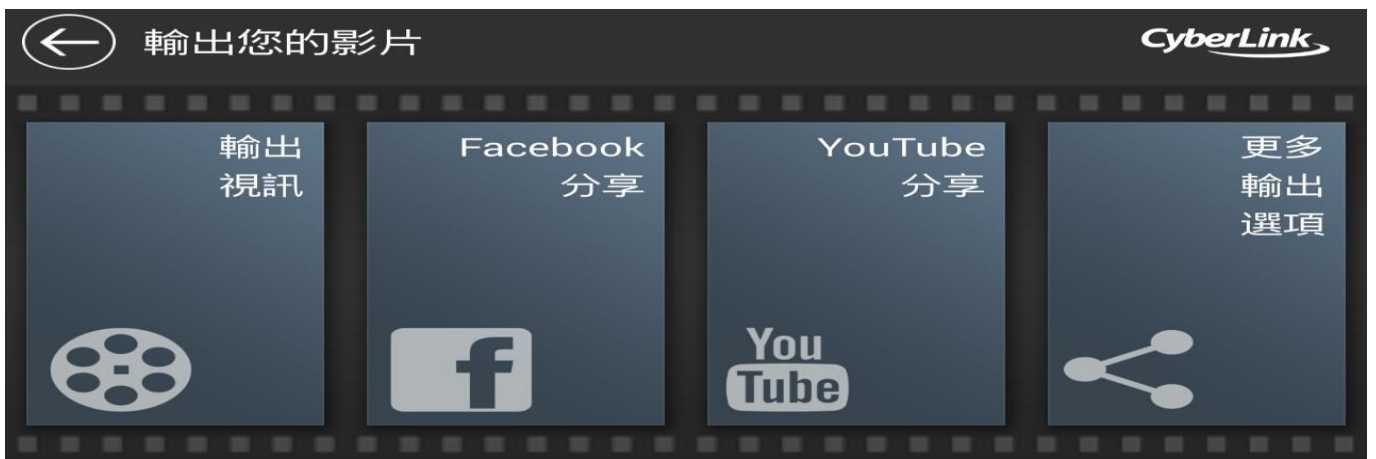 輸出您的影片
CyberLink
輸出
視訊
Facebook
分享
YouTube
分享
更多
輸出
選項
f
You
Tube